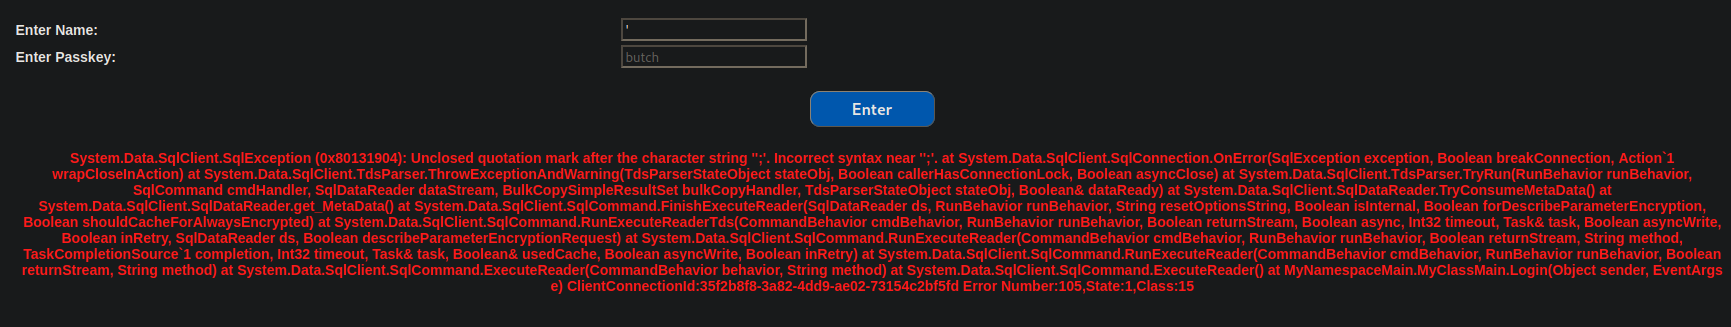 Enter Name:
'
Enter Passkey:
butch
Enter
System.Data.SqlClient.SqlException (0x80131904): Unclosed quotation mark after the character string '';'. Incorrect syntax near '';'. at System.Data.SqlClient.SqlConnection.OnError(SqlException exception, Boolean breakConnection, Action`1
wrapCloseInAction) at System.Data.SqlClient.TdsParser.ThrowExceptionAndWarning(TdsParserStateObject stateObj, Boolean callerHasConnectionLock, Boolean asyncClose) at System.Data.SqlClient.TdsParser.TryRun(RunBehavior runBehavior,
SqlCommand cmdHandler, SqlDataReader dataStream, BulkCopySimpleResultSet bulkCopyHandler, TdsParserStateObject stateObj, Boolean& dataReady) at System.Data.SqlClient.SqlDataReader.TryConsumeMetaData() at
System.Data.SqlClient.SqlDataReader.get_MetaData() at System.Data.SqlClient.SqlCommand.FinishExecuteReader(SqlDataReader ds, RunBehavior runBehavior, String resetOptionsString, Boolean isInternal, Boolean forDescribeParameterEncryption,
Boolean shouldCacheForAlwaysEncrypted) at System.Data.SqlClient.SqlCommand.RunExecuteReaderTds(CommandBehavior cmdBehavior, RunBehavior runBehavior, Boolean returnStream, Boolean async, Int32 timeout, Task& task, Boolean asyncWrite,
Boolean inRetry, SqlDataReader ds, Boolean describeParameterEncryptionRequest) at System.Data.SqlClient.SqlCommand.RunExecuteReader(CommandBehavior cmdBehavior, RunBehavior runBehavior, Boolean returnStream, String method,
TaskCompletionSource`1 completion, Int32 timeout, Task& task, Boolean& usedCache, Boolean asyncWrite, Boolean inRetry) at System.Data.SqlClient.SqlCommand.RunExecuteReader(CommandBehavior cmdBehavior, RunBehavior runBehavior, Boolean
returnStream, String method) at System.Data.SqlClient.SqlCommand.ExecuteReader(CommandBehavior behavior, String method) at System.Data.SqlClient.SqlCommand.ExecuteReader() at MyNamespaceMain.MyClassMain.Login(Object sender, EventArgs
e) ClientConnectionId:35f2b8f8-3a82-4dd9-ae02-73154c2bf5fd Error Number:105,State:1,Class:15